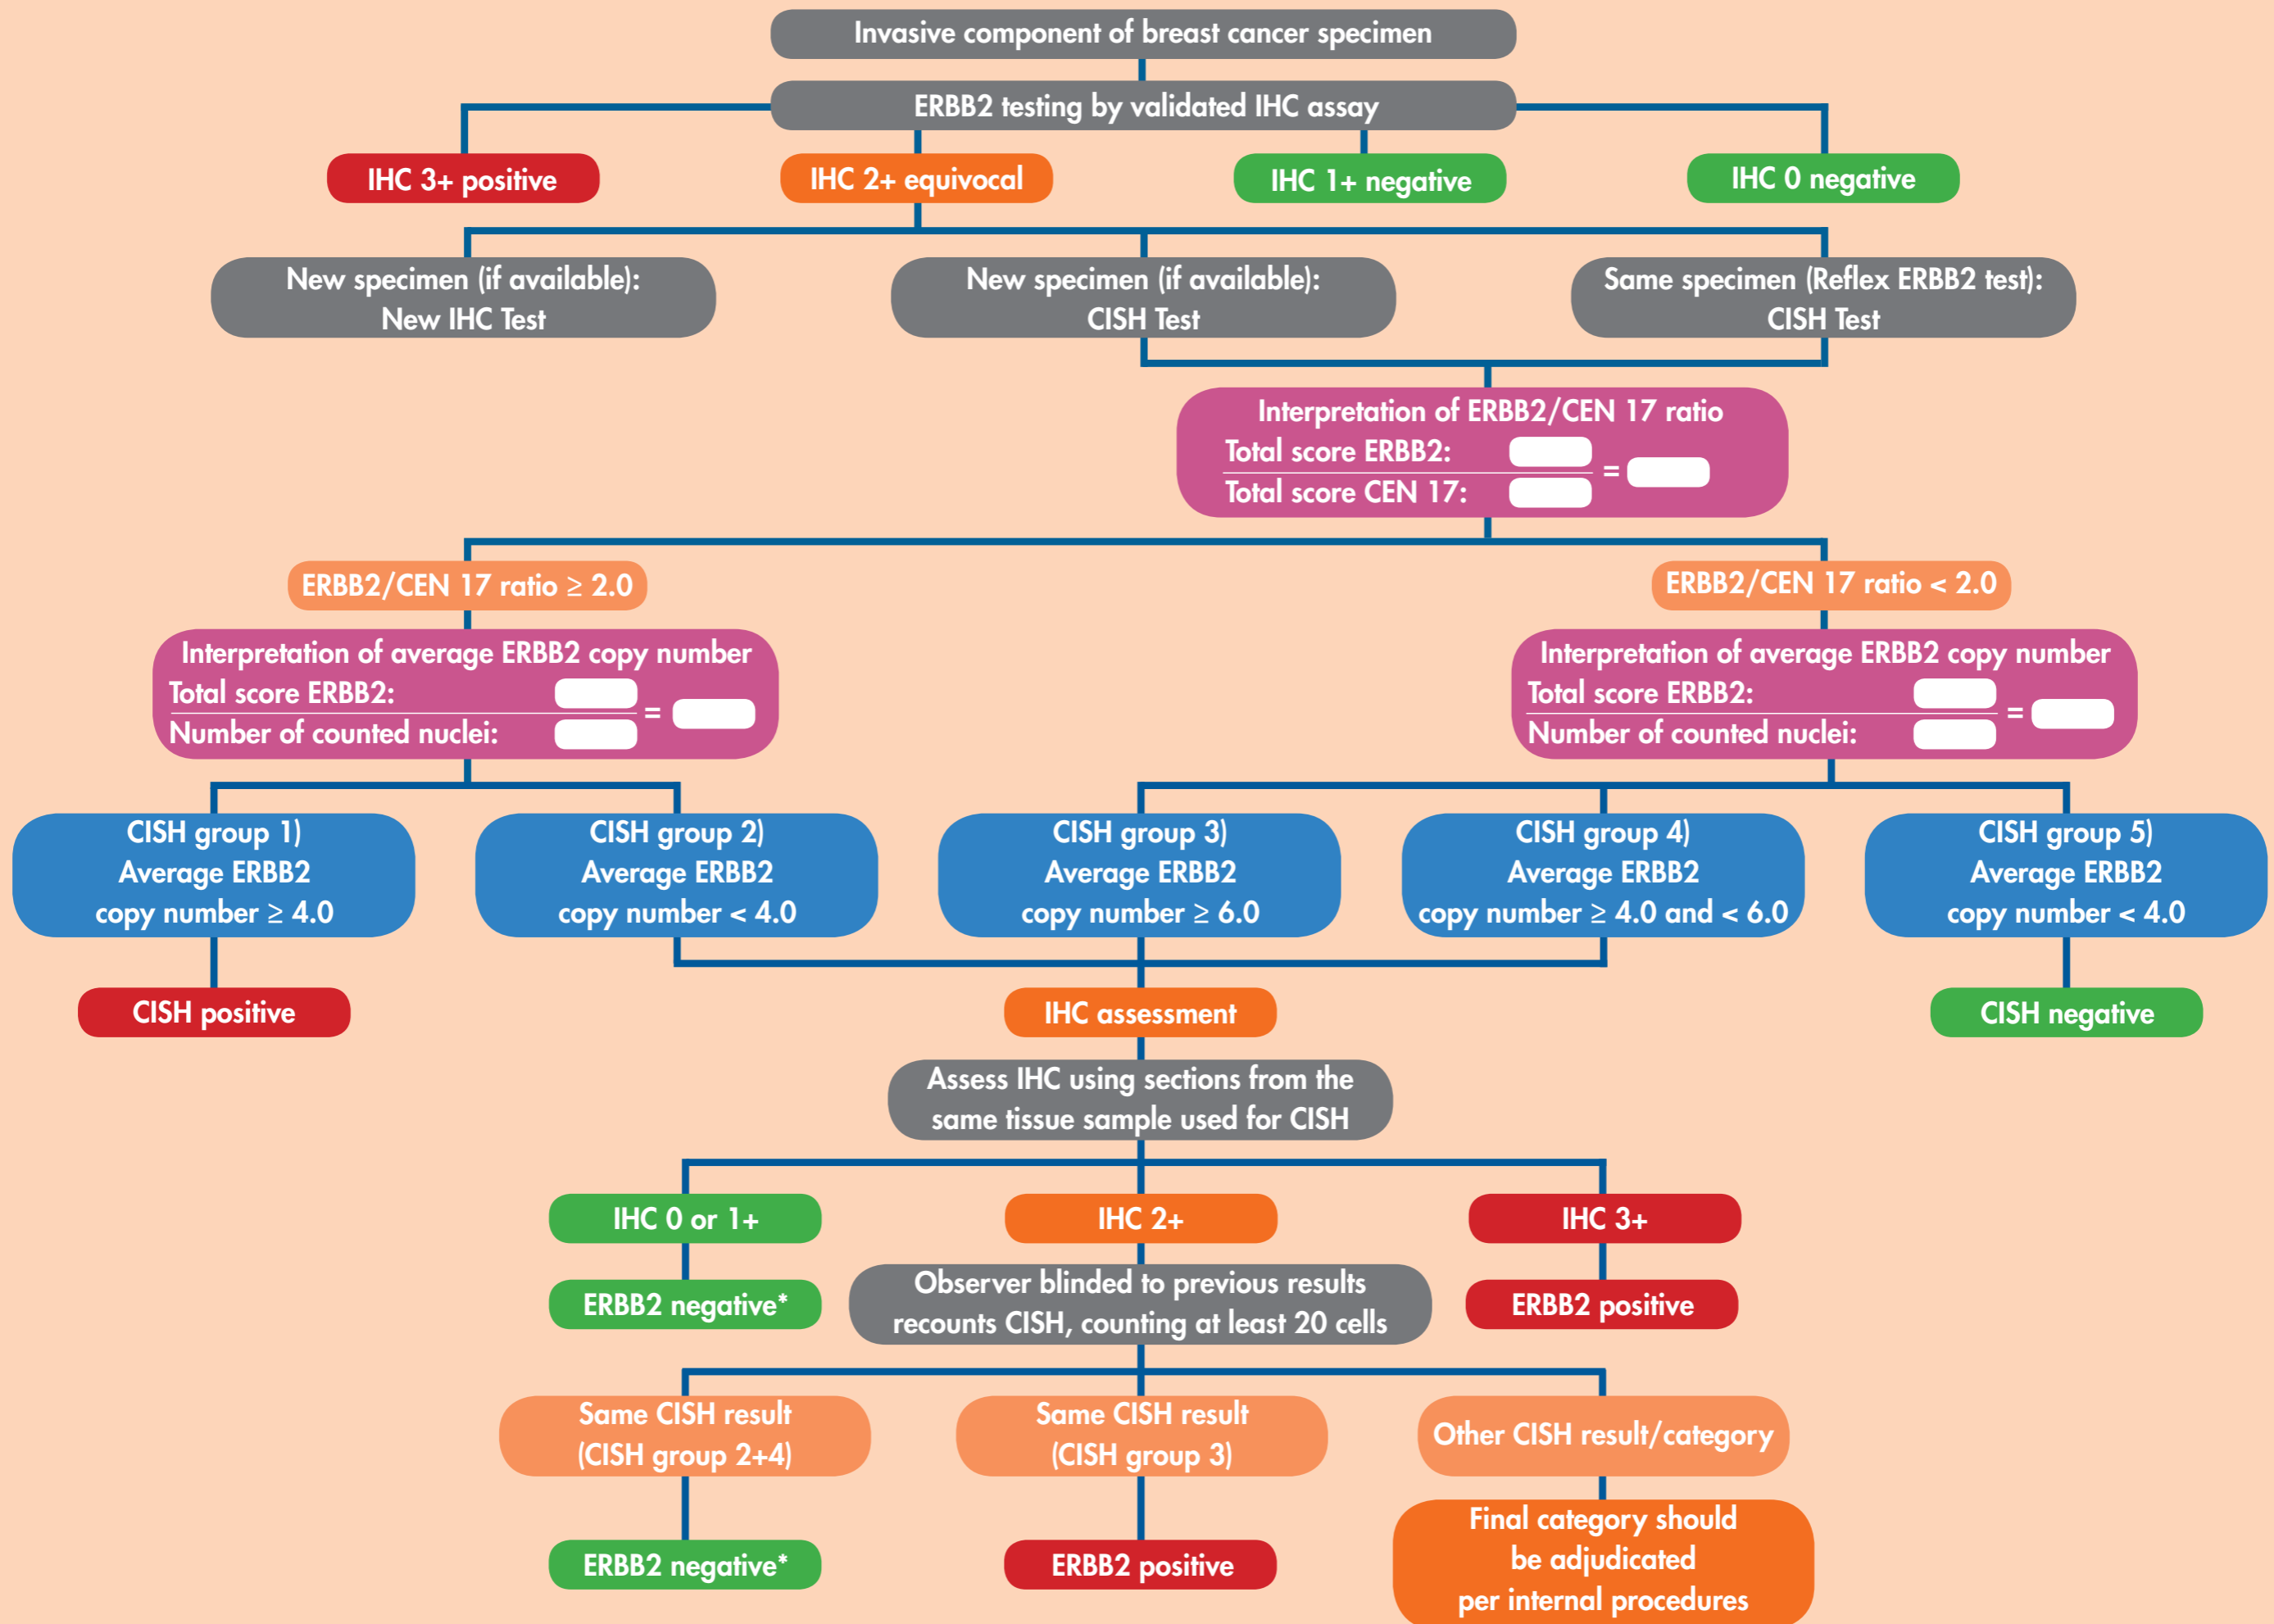 Invasive component of breast cancer specimen
ERBB2 testing by validated IHC assay
IHC 3+ positive
IHC 2+ equivocal
IHC 1+ negative
IHC 0 negative
New specimen (if available):
New IHC Test
New specimen (if available):
CISH Test
Same specimen (Reflex ERBB2 test):
CISH Test
Interpretation of ERBB2/CEN 17 ratio
Total score ERBB2:
=
Total score CEN 17:
ERBB2/CEN 17 ratio ≥ 2.0
ERBB2/CEN 17 ratio < 2.0
Interpretation of average ERBB2 copy number
Total score ERBB2:
=
Number of counted nuclei:
Interpretation of average ERBB2 copy number
Total score ERBB2:
=
Number of counted nuclei:
CISH group 1)
Average ERBB2
copy number ≥ 4.0
CISH group 2)
Average ERBB2
copy number < 4.0
CISH group 3)
Average ERBB2
copy number ≥ 6.0
CISH group 4)
Average ERBB2
copy number ≥ 4.0 and < 6.0
CISH group 5)
Average ERBB2
copy number < 4.0
CISH positive
IHC assessment
CISH negative
Assess IHC using sections from the
same tissue sample used for CISH
IHC 0 or 1+
IHC 2+
IHC 3+
ERBB2 negative*
Observer blinded to previous results
recounts CISH, counting at least 20 cells
ERBB2 positive
Same CISH result
(CISH group 2+4)
Same CISH result
(CISH group 3)
Other CISH result/category
ERBB2 negative*
ERBB2 positive
Final category should
be adjudicated
per internal procedures